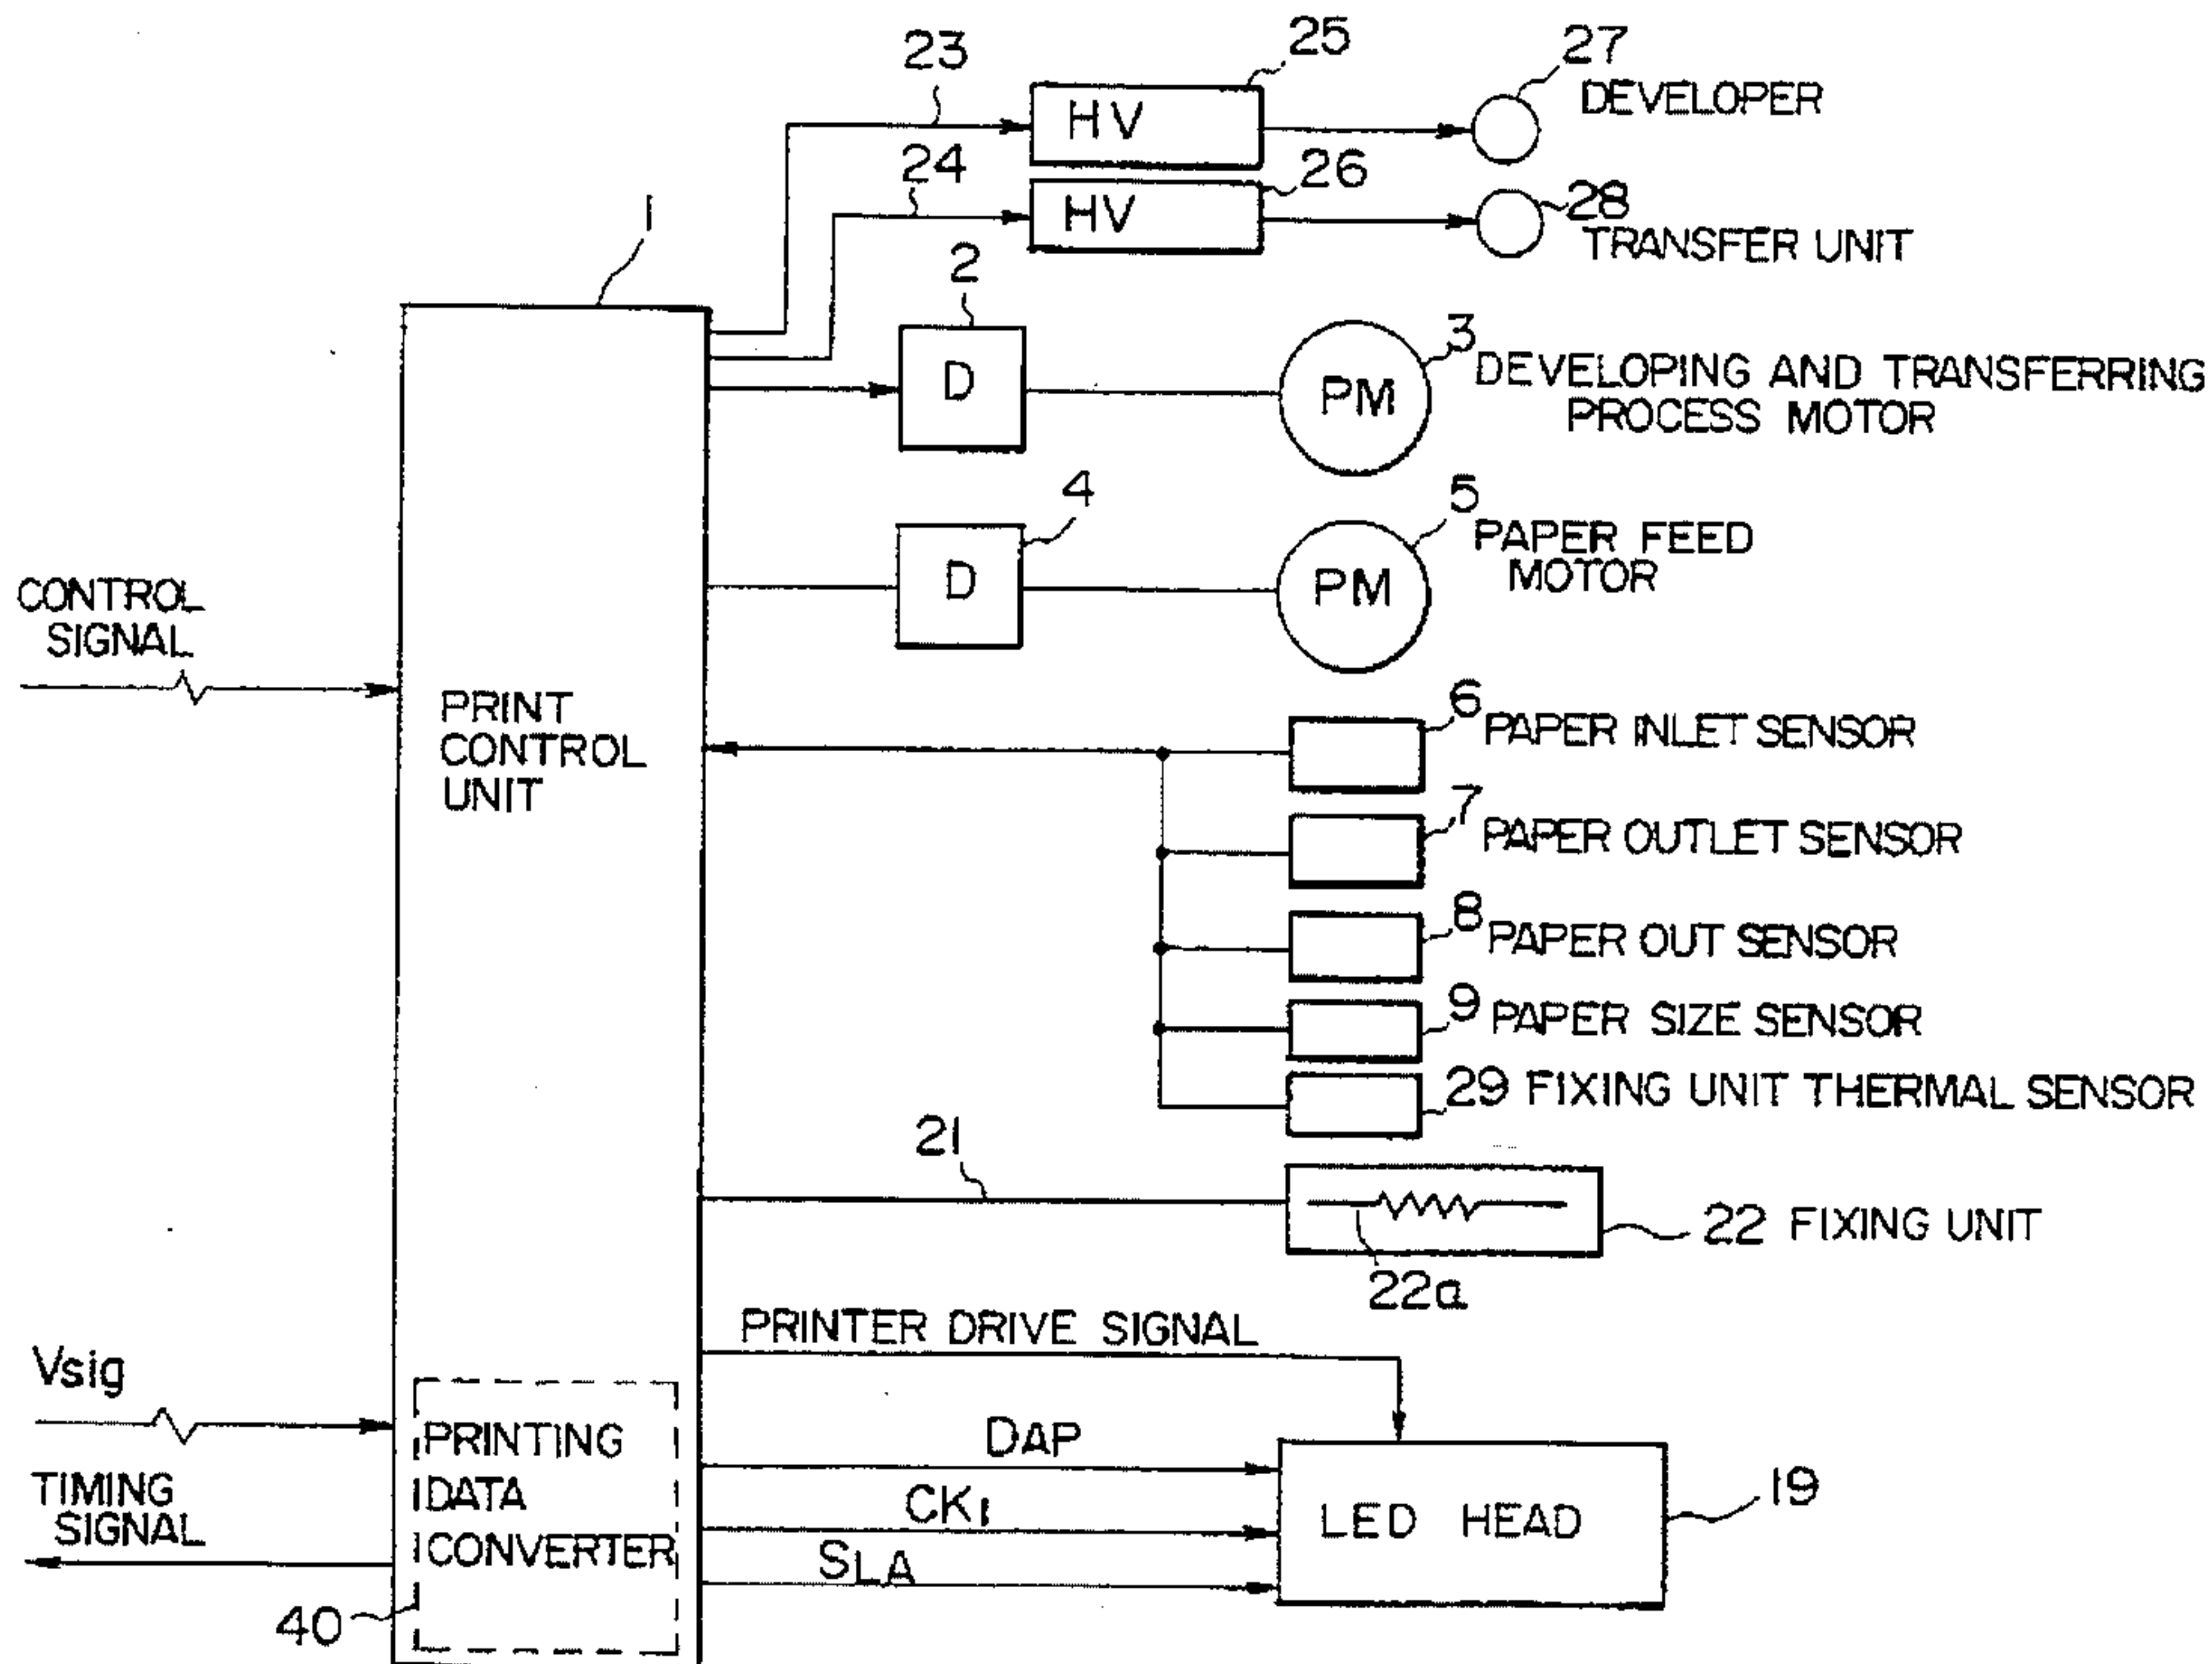 23
25
27
DEVELOPER
HV
24
26
28
HV
TRANSFER UNIT
1
2
D
3
PM
DEVELOPING AND TRANSFERRING
PROCESS MOTOR
4
D
5
PM
PAPER FEED
MOTOR
CONTROL
SIGNAL
PRINT
CONTROL
UNIT
6 PAPER INLET SENSOR
7 PAPER OUTLET SENSOR
8 PAPER OUT SENSOR
9 PAPER SIZE SENSOR
29 FIXING UNIT THERMAL SENSOR
21
22 FIXING UNIT
22a
PRINTER DRIVE SIGNAL
Vsig
TIMING
SIGNAL
PRINTING
DATA
CONVERTER
40
DAP
CK1
SLA
LED HEAD
19